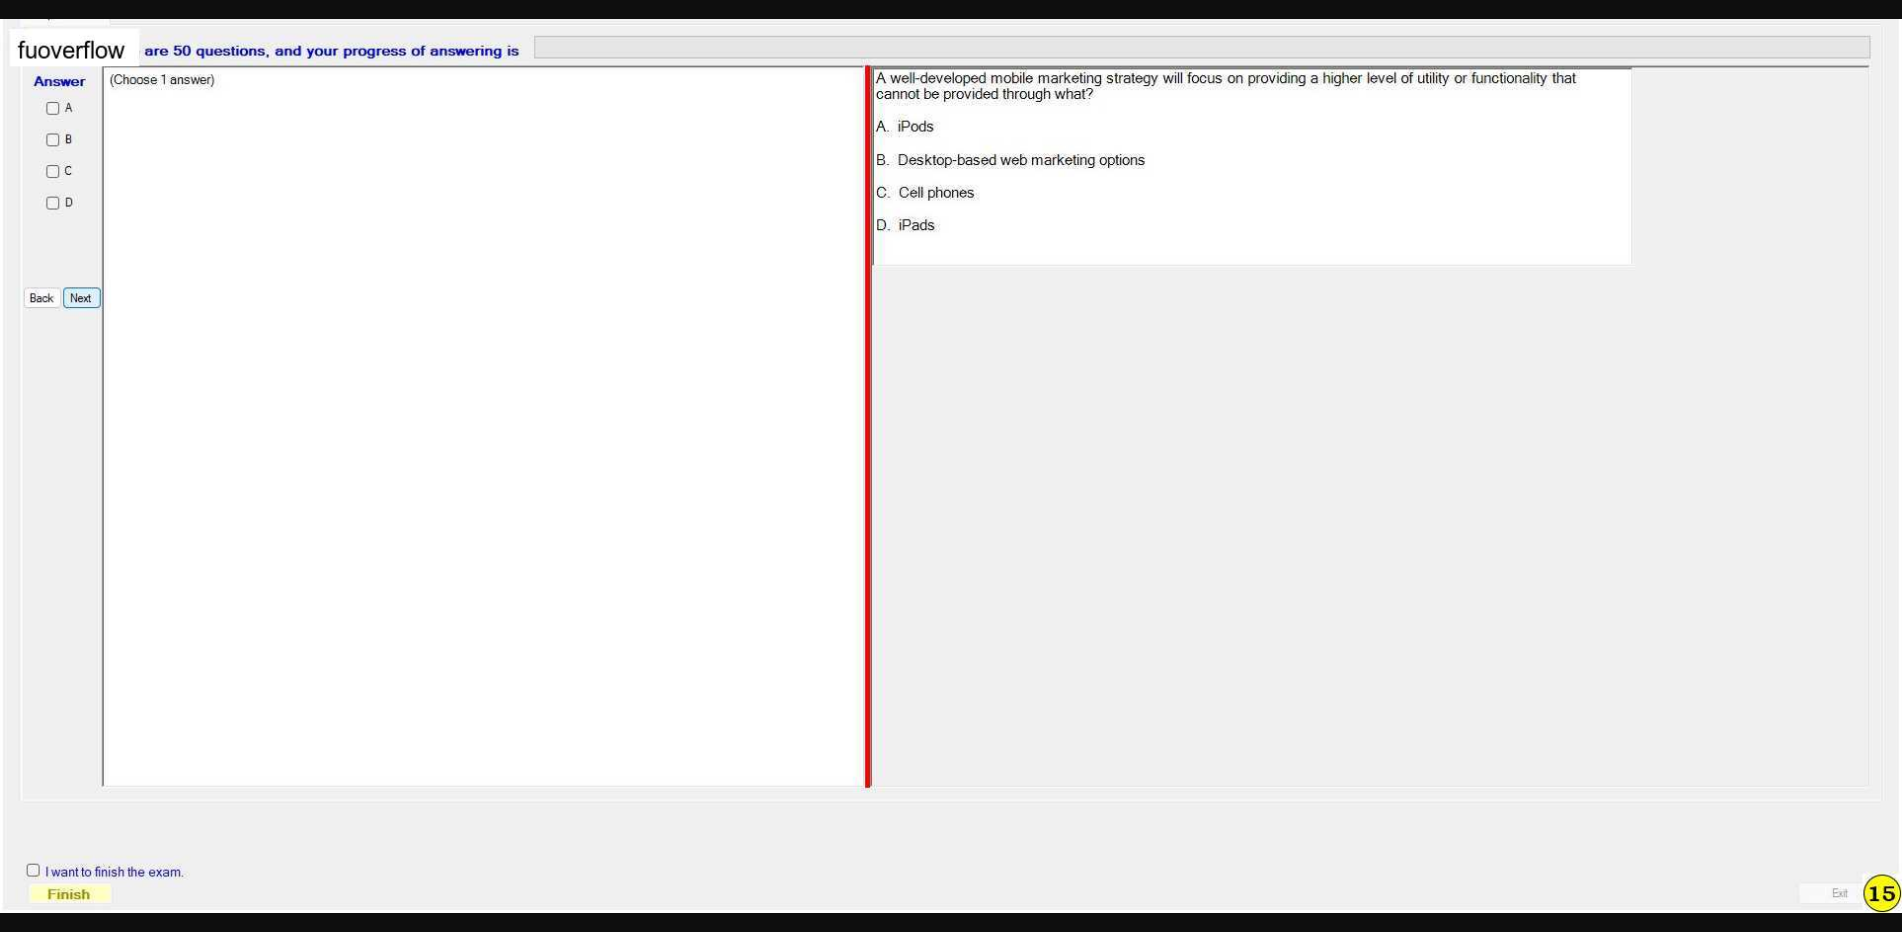 fuoverflow are 50 questions, and your progress of answering is
Answer
(Choose 1 answer)
A
B
C
D
Back Next
A well-developed mobile marketing strategy will focus on providing a higher level of utility or functionality that
cannot be provided through what?
A. iPods
B. Desktop-based web marketing options
C. Cell phones
D. iPads
I want to finish the exam.
Finish
Exit
15